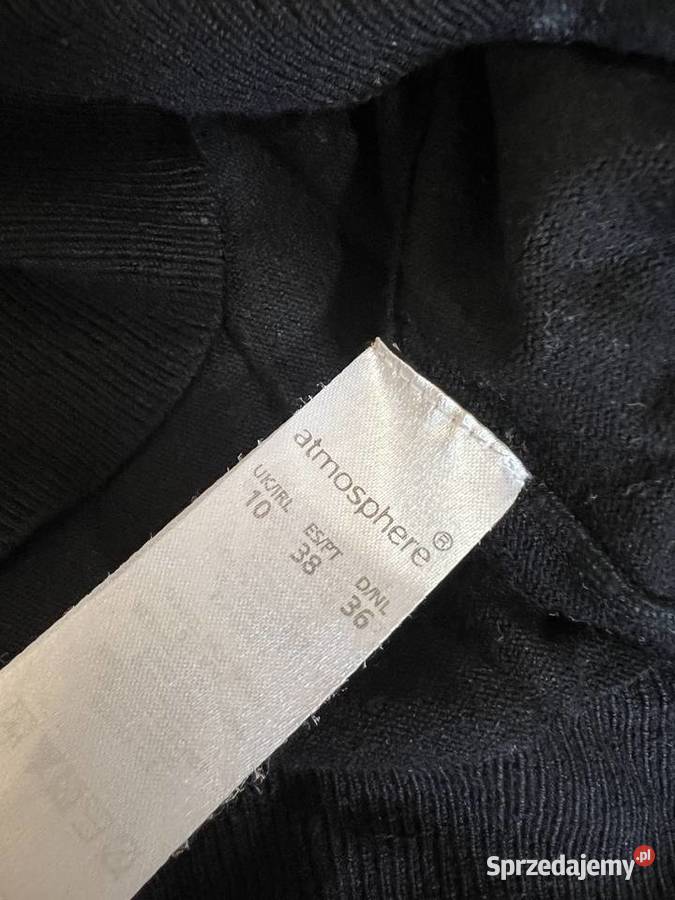 atmosphere®
UK/IRL ES/PT D/NL
10 38 36
Sprzedajemy.pl